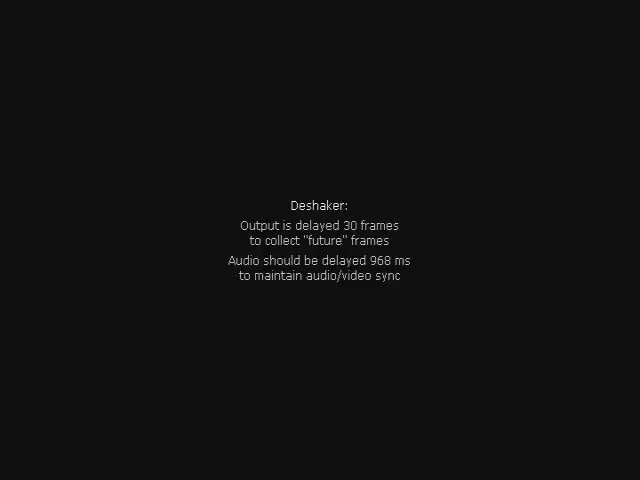 Deshaker:
Output is delayed 30 frames
to collect "future" frames
Audio should be delayed 968 ms
to maintain audio/video sync